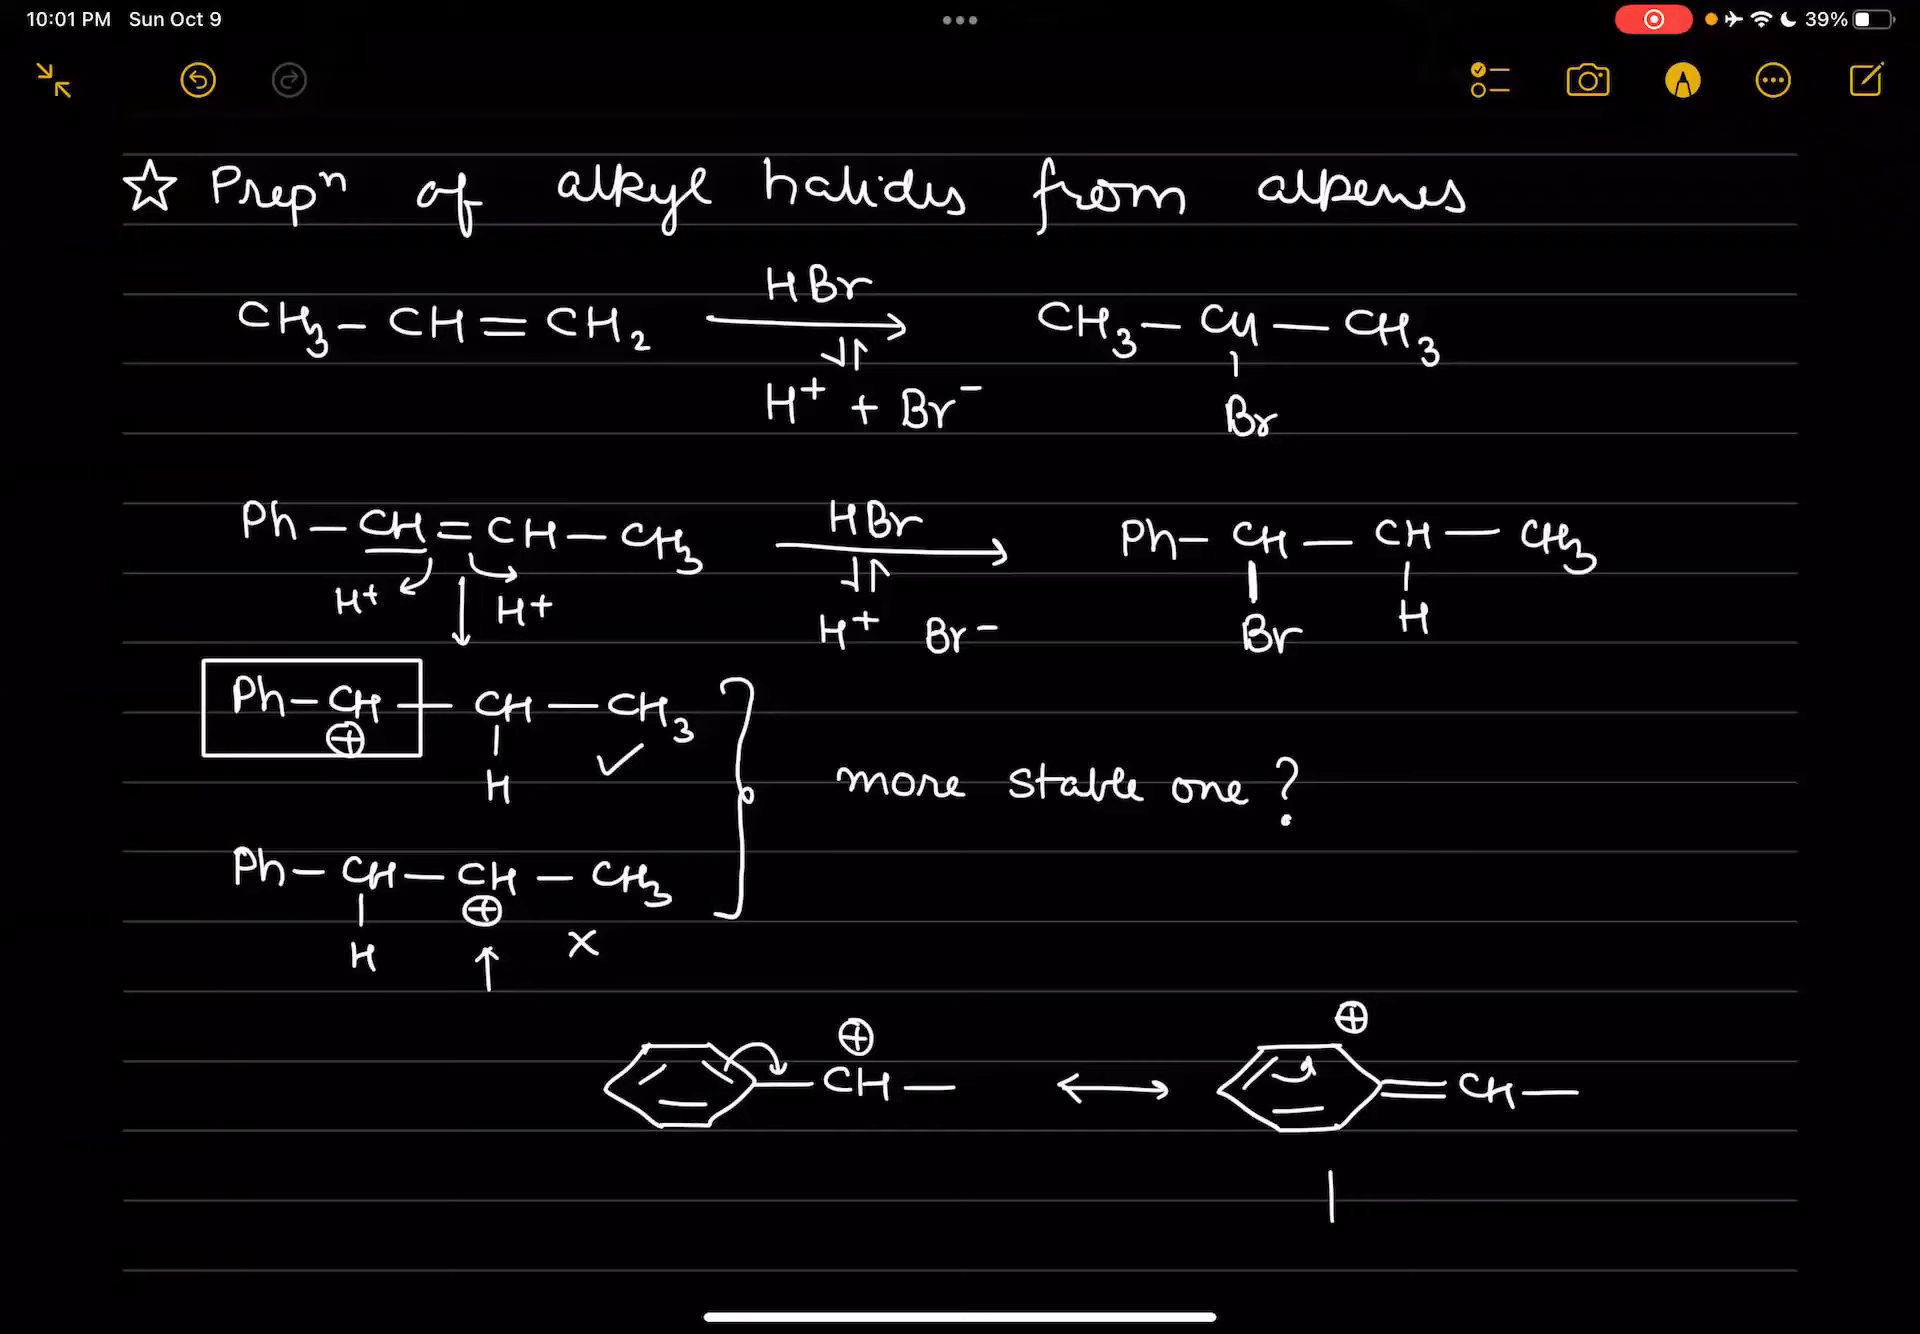 10:01 PM Sun Oct 9
39%
☆ Prepⁿ of alkyl halides from alkenes
HBr
CH₃ – CH = CH₂ ⟶ CH₃ – CH – CH₃
⇃↾ |
H⁺ + Br⁻ Br
Ph – CH = CH – CH₃ HBr ⟶ Ph – CH – CH – CH₃
H⁺ ↓ H⁺ ⇃↾ | |
H⁺ Br⁻ Br H
Ph – CH – CH – CH₃
⊕ | ✓
H
more stable one ?
Ph – CH – CH – CH₃
| ⊕
H ↑ ×
⊕ ⊕
– CH – ⟷ = CH –
|